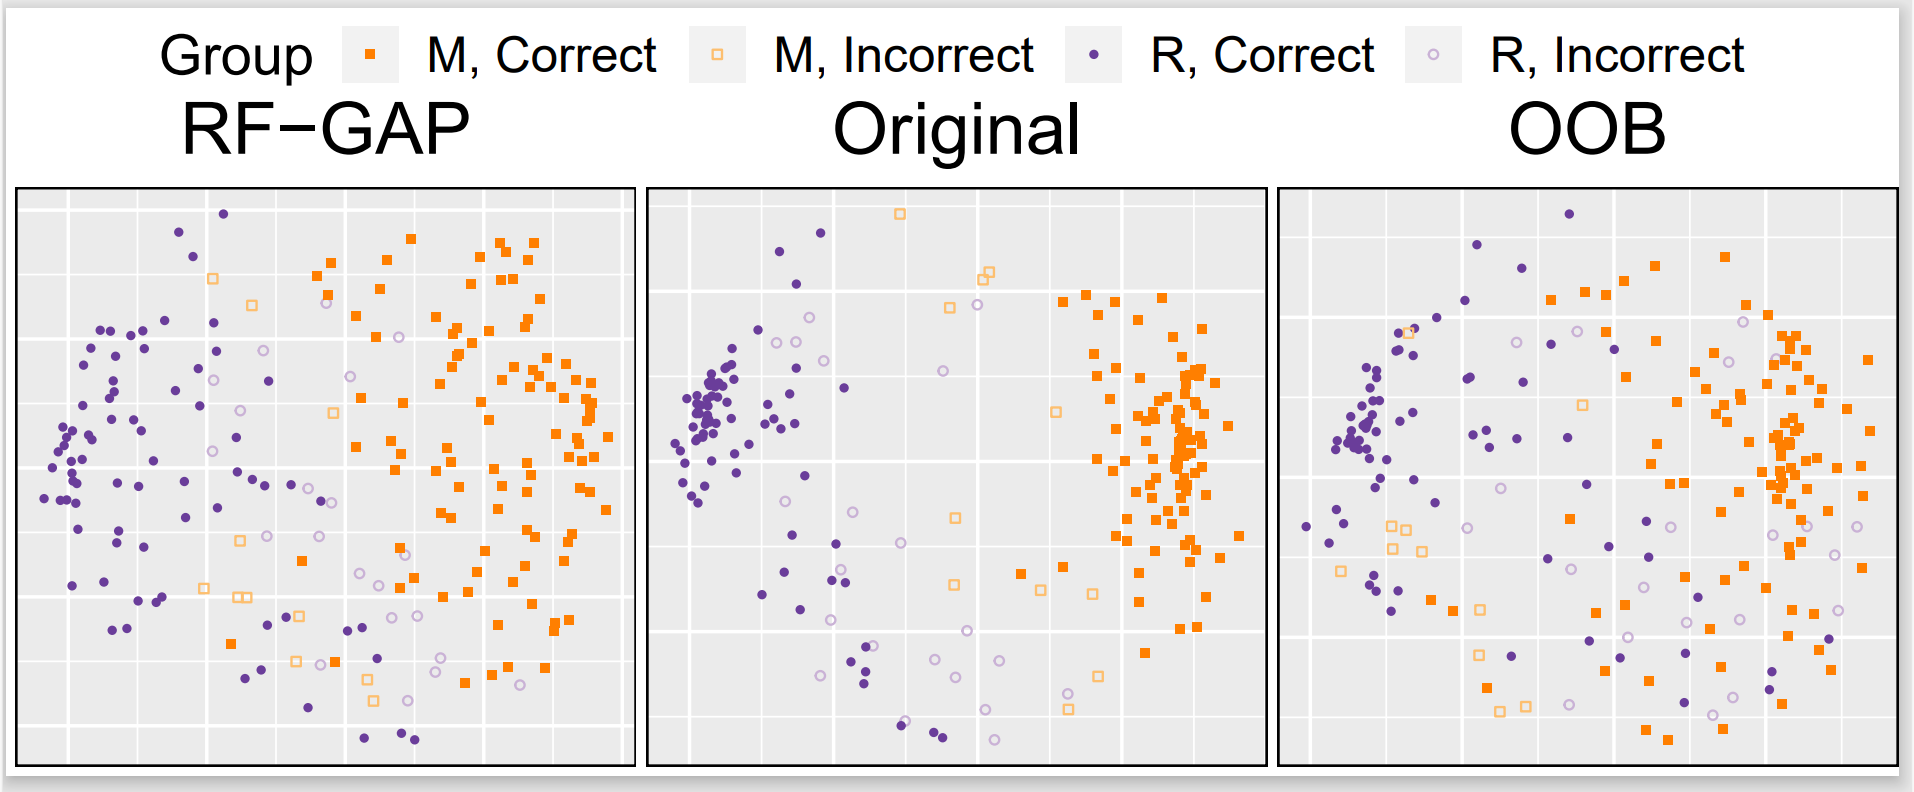 Group M, Correct M, Incorrect R, Correct R, Incorrect
RF−GAP Original OOB